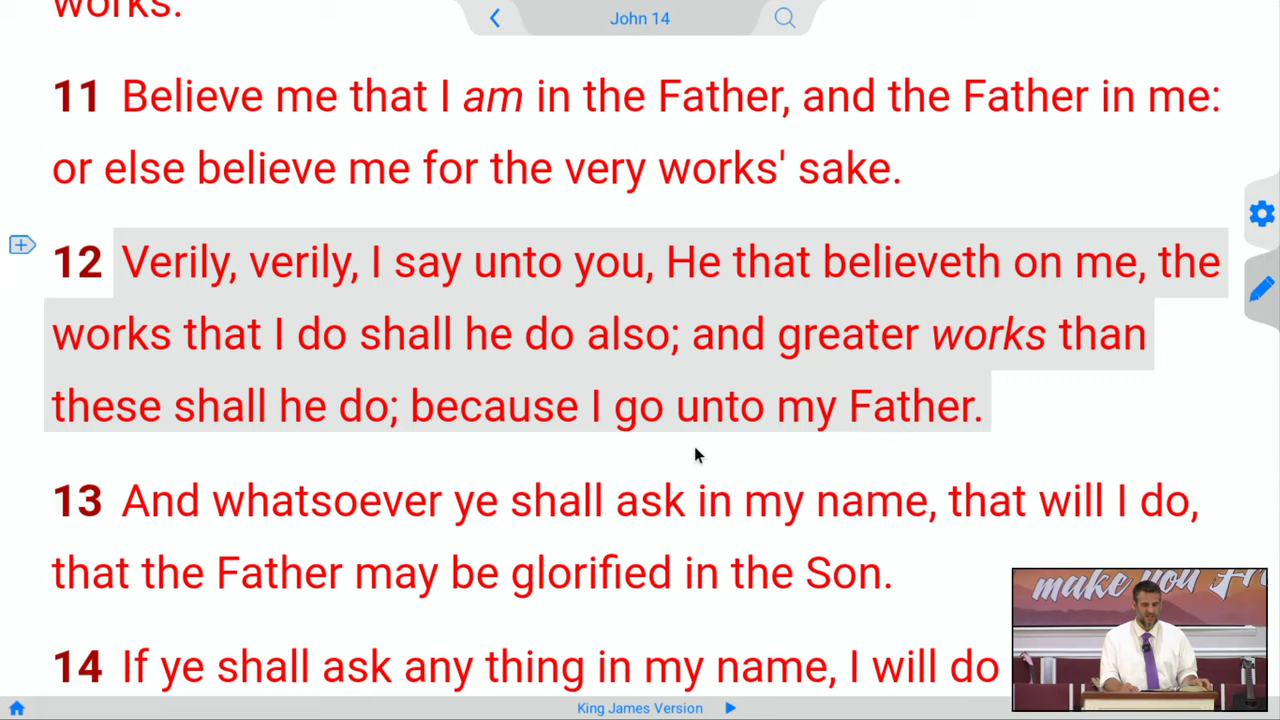 works.
John 14
11 Believe me that I am in the Father, and the Father in me:
or else believe me for the very works' sake.
12 Verily, verily, I say unto you, He that believeth on me, the
works that I do shall he do also; and greater works than
these shall he do; because I go unto my Father.
13 And whatsoever ye shall ask in my name, that will I do,
that the Father may be glorified in the Son.
14 If ye shall ask any thing in my name, I will do
make you
King James Version